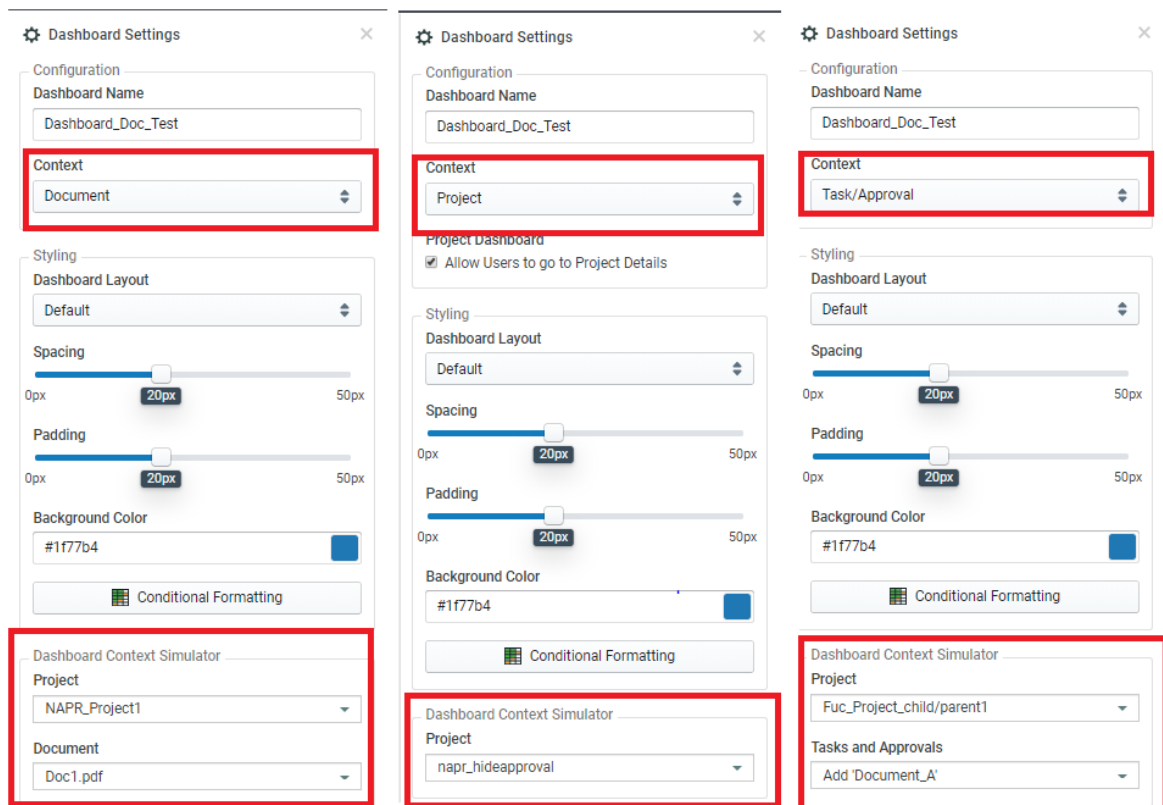 Dashboard Settings
Configuration
Dashboard Name
Dashboard_Doc_Test
Context
Document
Styling
Dashboard Layout
Default
Spacing
0px
20px
50px
Padding
0px
20px
50px
Background Color
#1f77b4
Conditional Formatting
Dashboard Context Simulator
Project
NAPR_Project1
Document
Doc1.pdf
Dashboard Settings
Configuration
Dashboard Name
Dashboard_Doc_Test
Context
Project
Project Dashboard
Allow Users to go to Project Details
Styling
Dashboard Layout
Default
Spacing
0px
20px
50px
Padding
0px
20px
50px
Background Color
#1f77b4
Conditional Formatting
Dashboard Context Simulator
Project
napr_hideapproval
Dashboard Settings
Configuration
Dashboard Name
Dashboard_Doc_Test
Context
Task/Approval
Styling
Dashboard Layout
Default
Spacing
0px
20px
50px
Padding
0px
20px
50px
Background Color
#1f77b4
Conditional Formatting
Dashboard Context Simulator
Project
Fuc_Project_child/parent1
Tasks and Approvals
Add 'Document_A'